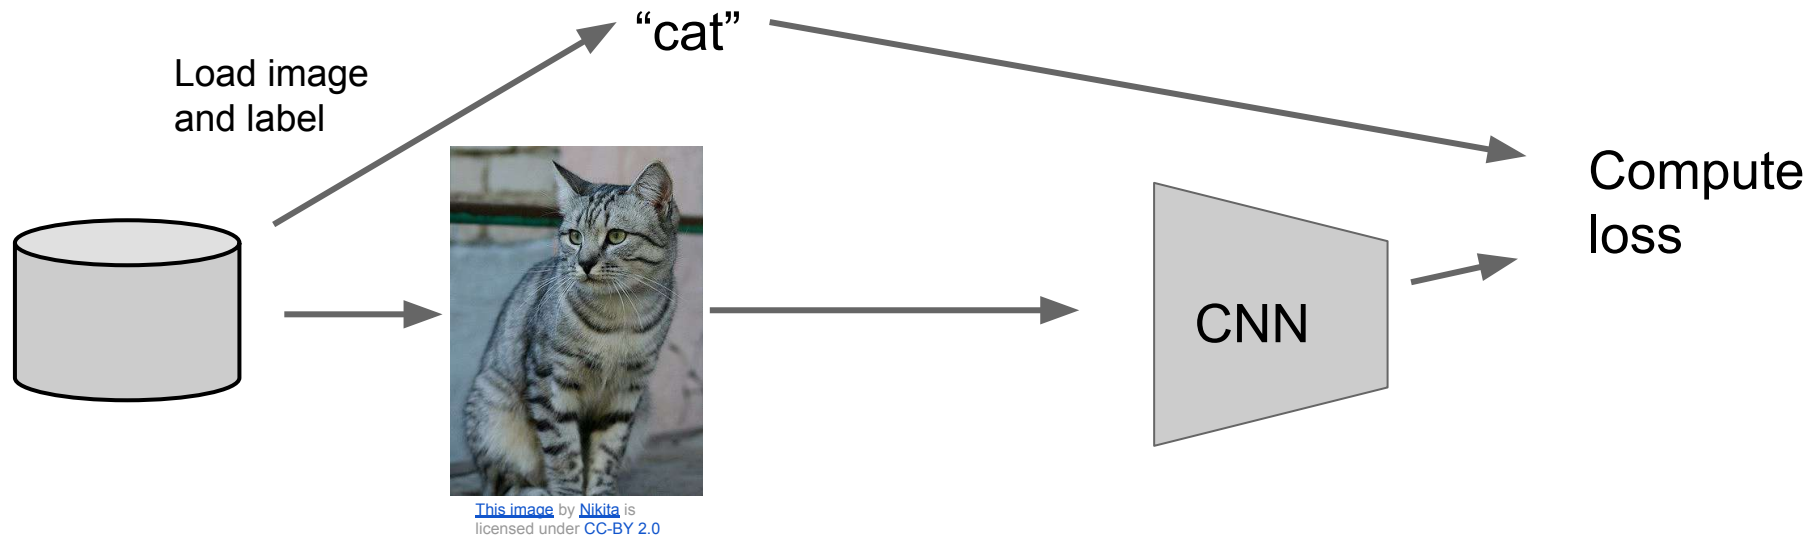 “cat”
Load image
and label
Compute
loss
CNN
This image by Nikita is
licensed under CC-BY 2.0